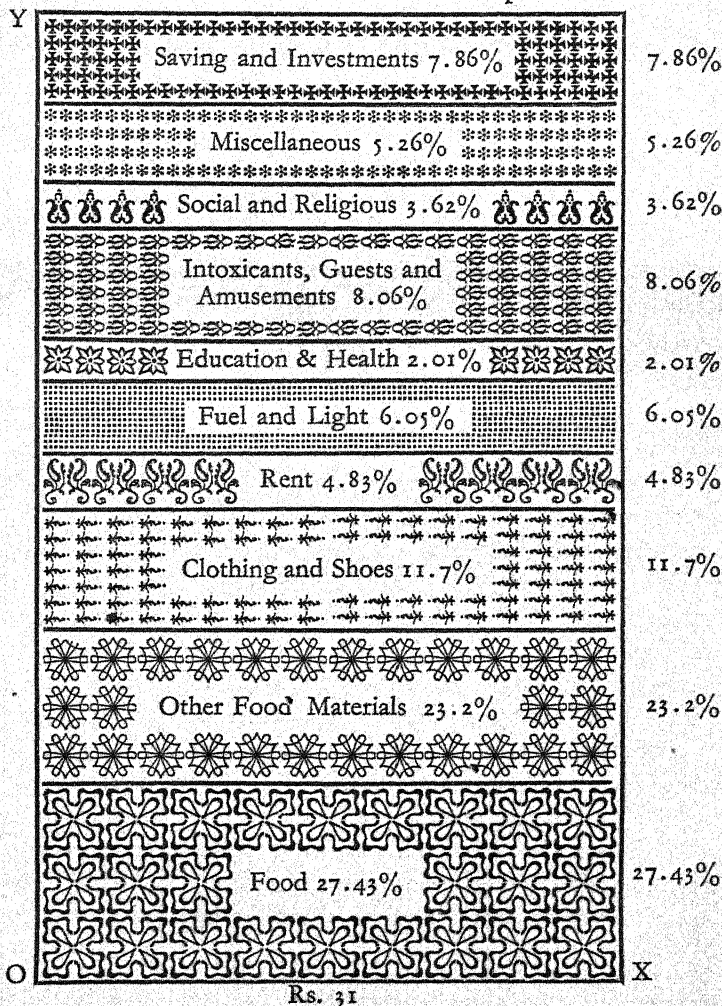 Y
Saving and Investments 7.86% 7.86%
Miscellaneous 5.26% 5.26%
Social and Religious 3.62% 3.62%
Intoxicants, Guests and
Amusements 8.06% 8.06%
Education & Health 2.01% 2.01%
Fuel and Light 6.05% 6.05%
Rent 4.83% 4.83%
Clothing and Shoes 11.7% 11.7%
Other Food Materials 23.2% 23.2%
Food 27.43% 27.43%
O X
Rs. 31